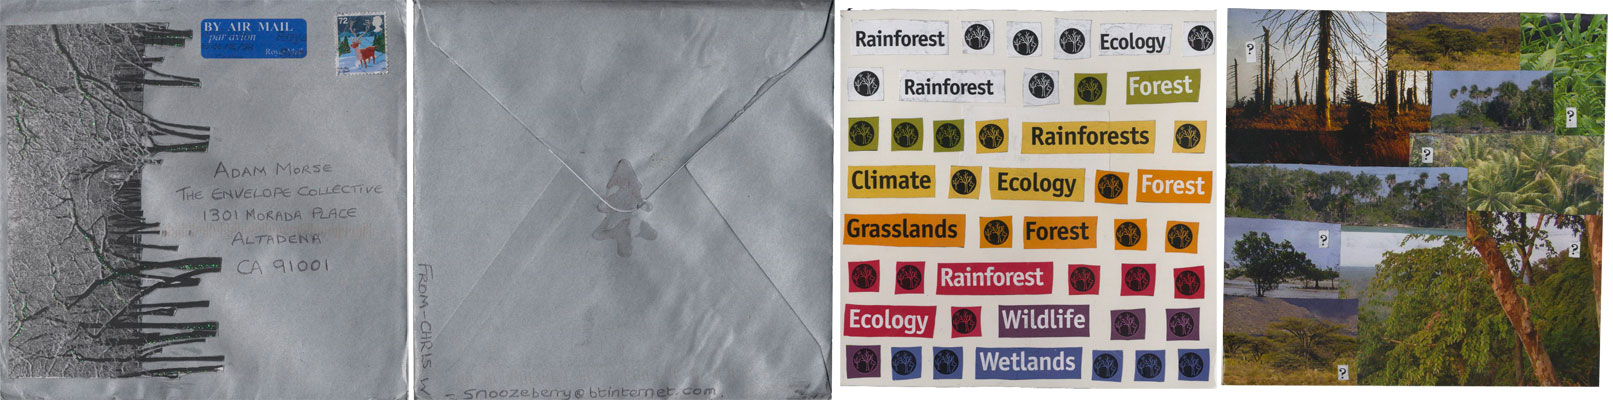 BY AIR MAIL
par avion
Royal Mail
72
ADAM MORSE
THE ENVELOPE COLLECTIVE
1301 MORADA PLACE
ALTADENA
CA 91001
FROM-CHRIS W
- snoozeberry@btinternet.com
Rainforest Ecology
Rainforest Forest
Rainforests
Climate Ecology Forest
Grasslands Forest
Rainforest
Ecology Wildlife
Wetlands
?
?
?
?
?
?